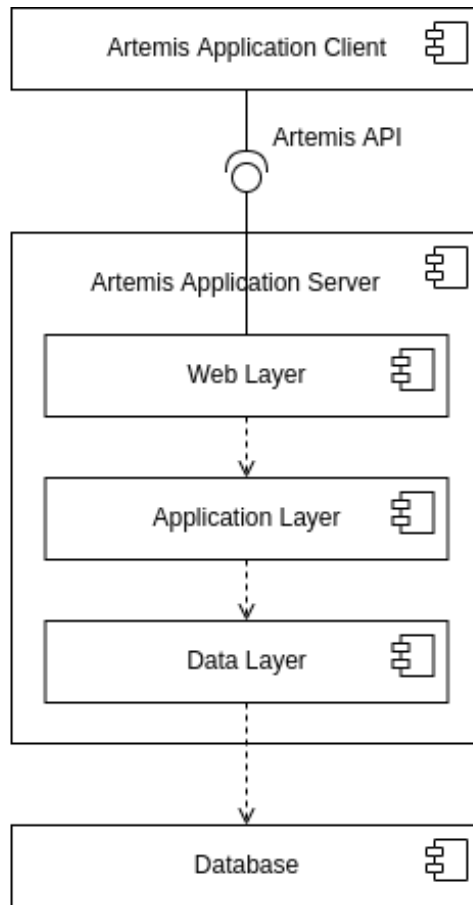 Artemis Application Client
Artemis API
Artemis Application Server
Web Layer
Application Layer
Data Layer
Database